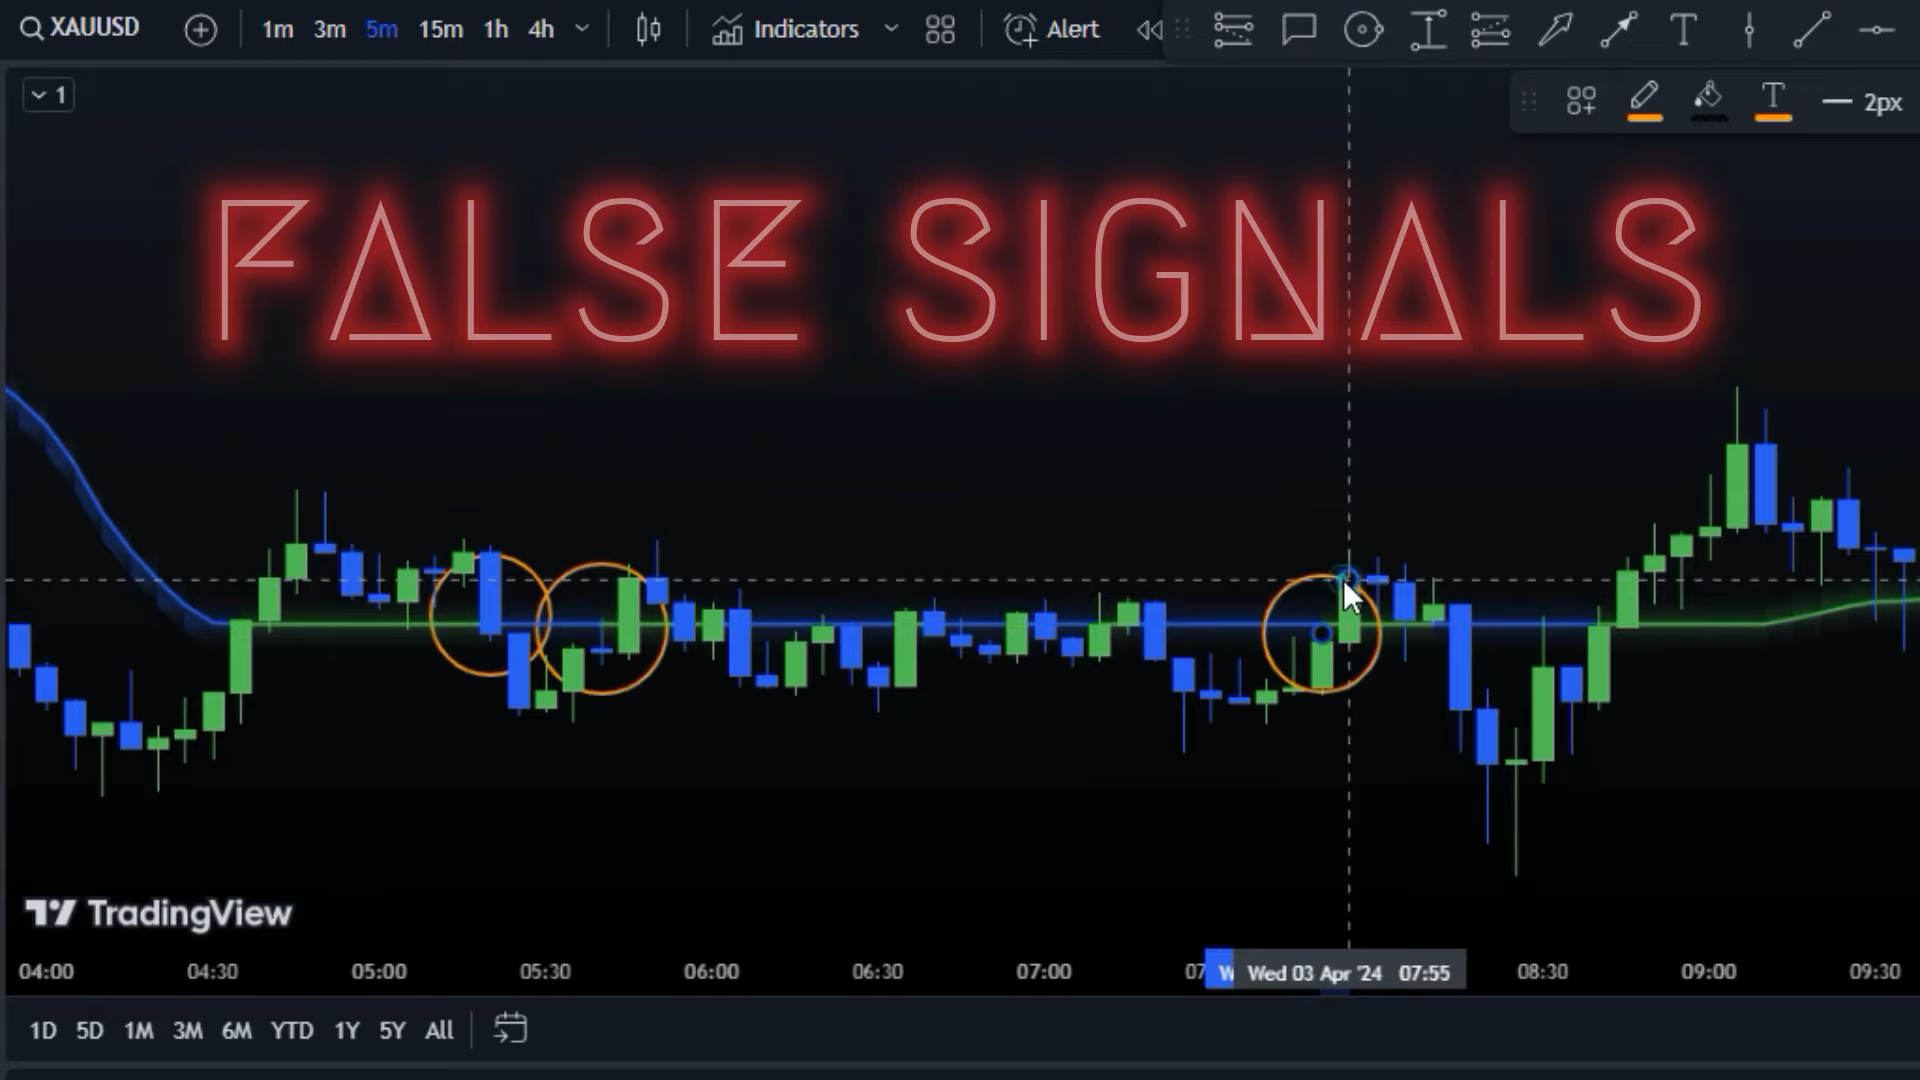 XAUUSD 1m 3m 5m 15m 1h 4h Indicators Alert
1
T 2px
FALSE SIGNALS
TradingView
04:00 04:30 05:00 05:30 06:00 06:30 07:00 07 W Wed 03 Apr '24 07:55 08:30 09:00 09:30
1D 5D 1M 3M 6M YTD 1Y 5Y All